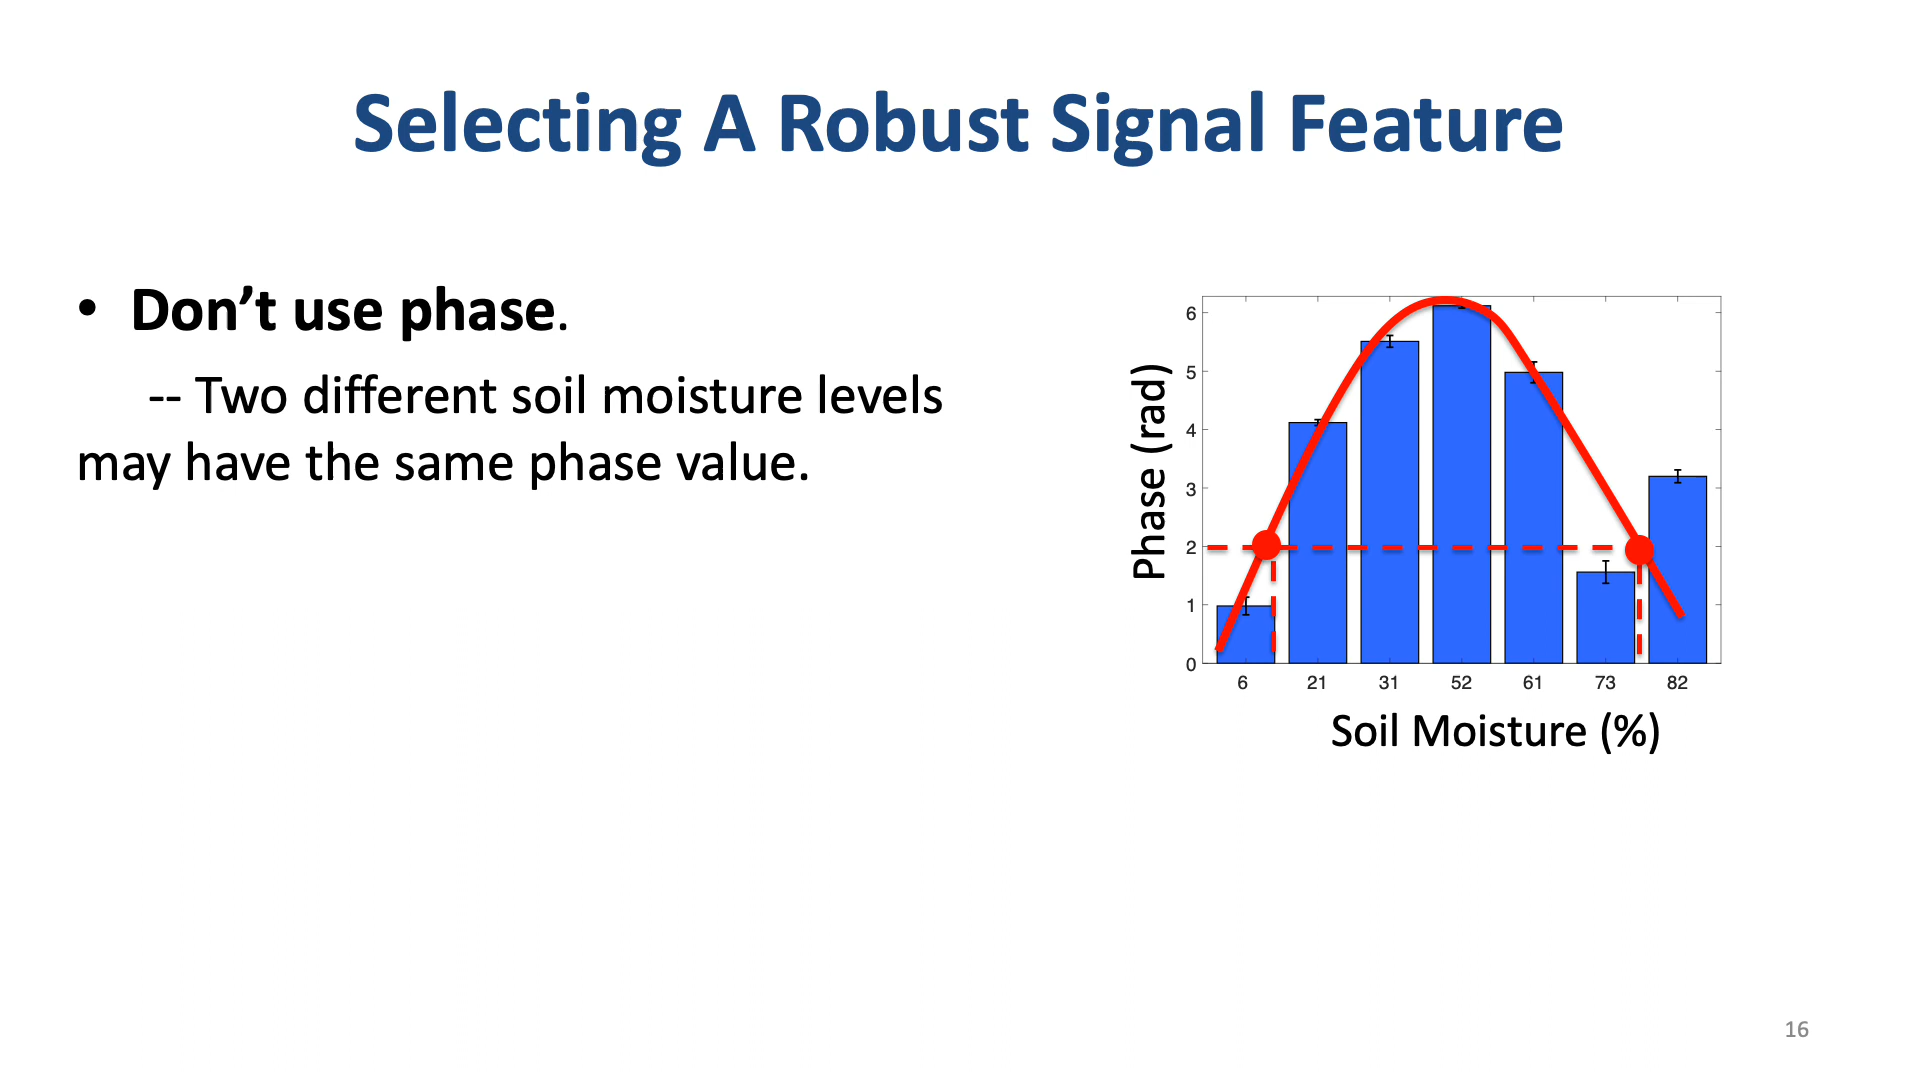 Selecting A Robust Signal Feature
• Don’t use phase.
-- Two different soil moisture levels
may have the same phase value.
Phase (rad)
6
5
4
3
2
1
0
6 21 31 52 61 73 82
Soil Moisture (%)
16